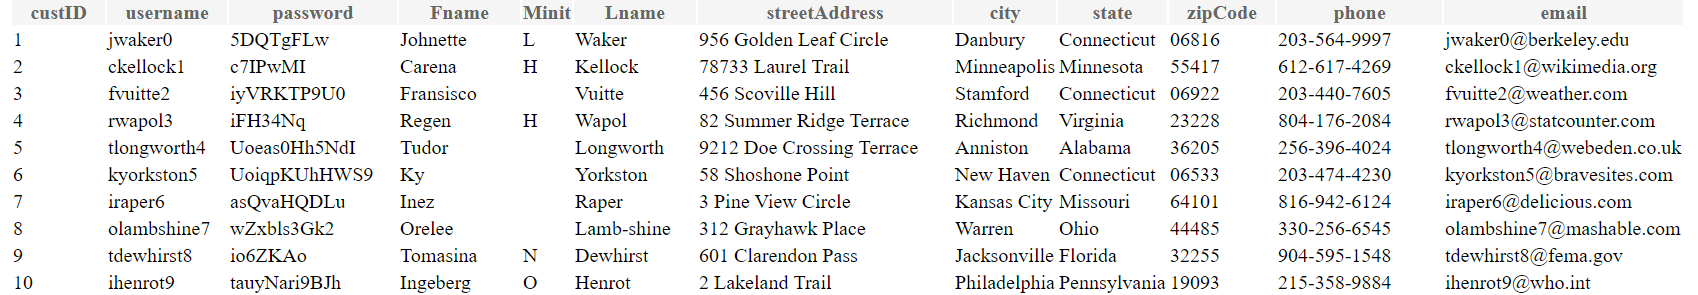 custID username password Fname Minit Lname streetAddress city state zipCode phone email
1 jwaker0 5DQTgFLw Johnette L Waker 956 Golden Leaf Circle Danbury Connecticut 06816 203-564-9997 jwaker0@berkeley.edu
2 ckellock1 c7IPwMI Carena H Kellock 78733 Laurel Trail Minneapolis Minnesota 55417 612-617-4269 ckellock1@wikimedia.org
3 fvuitte2 iyVRKTP9U0 Fransisco Vuitte 456 Scoville Hill Stamford Connecticut 06922 203-440-7605 fvuitte2@weather.com
4 rwapol3 iFH34Nq Regen H Wapol 82 Summer Ridge Terrace Richmond Virginia 23228 804-176-2084 rwapol3@statcounter.com
5 tlongworth4 Uoeas0Hh5NdI Tudor Longworth 9212 Doe Crossing Terrace Anniston Alabama 36205 256-396-4024 tlongworth4@webeden.co.uk
6 kyorkston5 UoiqpKUhHWS9 Ky Yorkston 58 Shoshone Point New Haven Connecticut 06533 203-474-4230 kyorkston5@bravesites.com
7 iraper6 asQvaHQDLu Inez Raper 3 Pine View Circle Kansas City Missouri 64101 816-942-6124 iraper6@delicious.com
8 olambshine7 wZxbls3Gk2 Orelee Lamb-shine 312 Grayhawk Place Warren Ohio 44485 330-256-6545 olambshine7@mashable.com
9 tdewhirst8 io6ZKAo Tomasina N Dewhirst 601 Clarendon Pass Jacksonville Florida 32255 904-595-1548 tdewhirst8@fema.gov
10 ihenrot9 tauyNari9BJh Ingeberg O Henrot 2 Lakeland Trail Philadelphia Pennsylvania 19093 215-358-9884 ihenrot9@who.int